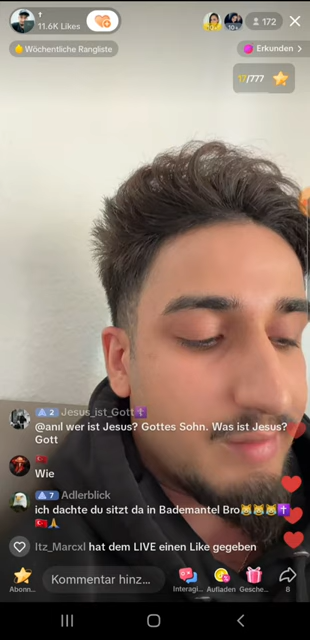 11.6K Likes
172
Wöchentliche Rangliste
Erkunden >
17/777
2 Jesus_ist_Gott
@anıl wer ist Jesus? Gottes Sohn. Was ist Jesus?
Gott
Wie
7 Adlerblick
ich dachte du sitzt da in Bademantel Bro😹😹😹✝️
🇹🇷🙏
Itz_Marcxl hat dem LIVE einen Like gegeben
Kommentar hinz...
Abonn...
Interagi...
Aufladen
Gesche...
8